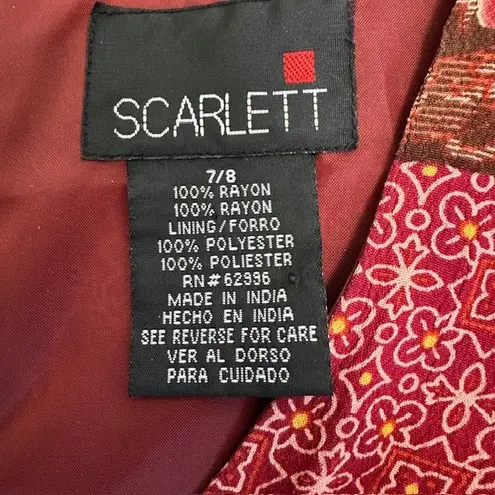 SCARLETT
7/8
100% RAYON
100% RAYON
LINING/FORRO
100% POLYESTER
100% POLIESTER
RN# 62996
MADE IN INDIA
HECHO EN INDIA
SEE REVERSE FOR CARE
VER AL DORSO
PARA CUIDADO